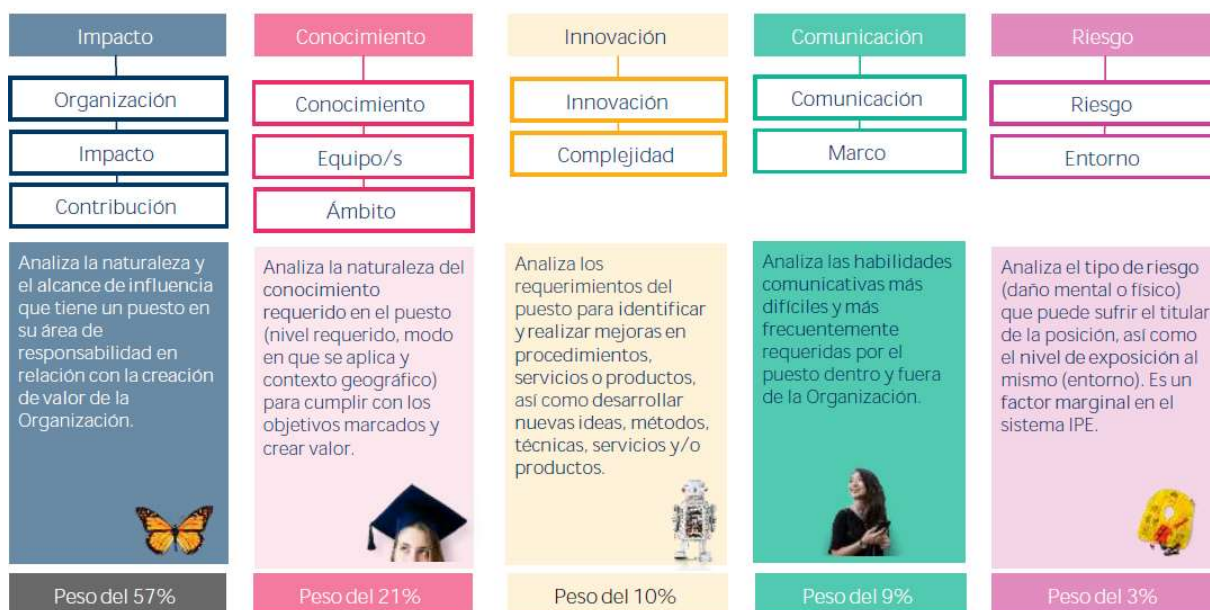 Impacto
Organización
Impacto
Contribución
Analiza la naturaleza y
el alcance de influencia
que tiene un puesto en
su área de
responsabilidad en
relación con la creación
de valor de la
Organización.
Peso del 57%
Conocimiento
Conocimiento
Equipo/s
Ámbito
Analiza la naturaleza del
conocimiento
requerido en el puesto
(nivel requerido, modo
en que se aplica y
contexto geográfico)
para cumplir con los
objetivos marcados y
crear valor.
Peso del 21%
Innovación
Innovación
Complejidad
Analiza los
requerimientos del
puesto para identificar
y realizar mejoras en
procedimientos,
servicios o productos,
así como desarrollar
nuevas ideas, métodos,
técnicas, servicios y/o
productos.
Peso del 10%
Comunicación
Comunicación
Marco
Analiza las habilidades
comunicativas más
difíciles y más
frecuentemente
requeridas por el
puesto dentro y fuera
de la Organización.
Peso del 9%
Riesgo
Riesgo
Entorno
Analiza el tipo de riesgo
(daño mental o físico)
que puede sufrir el titular
de la posición, así como
el nivel de exposición al
mismo (entorno). Es un
factor marginal en el
sistema IPE.
Peso del 3%